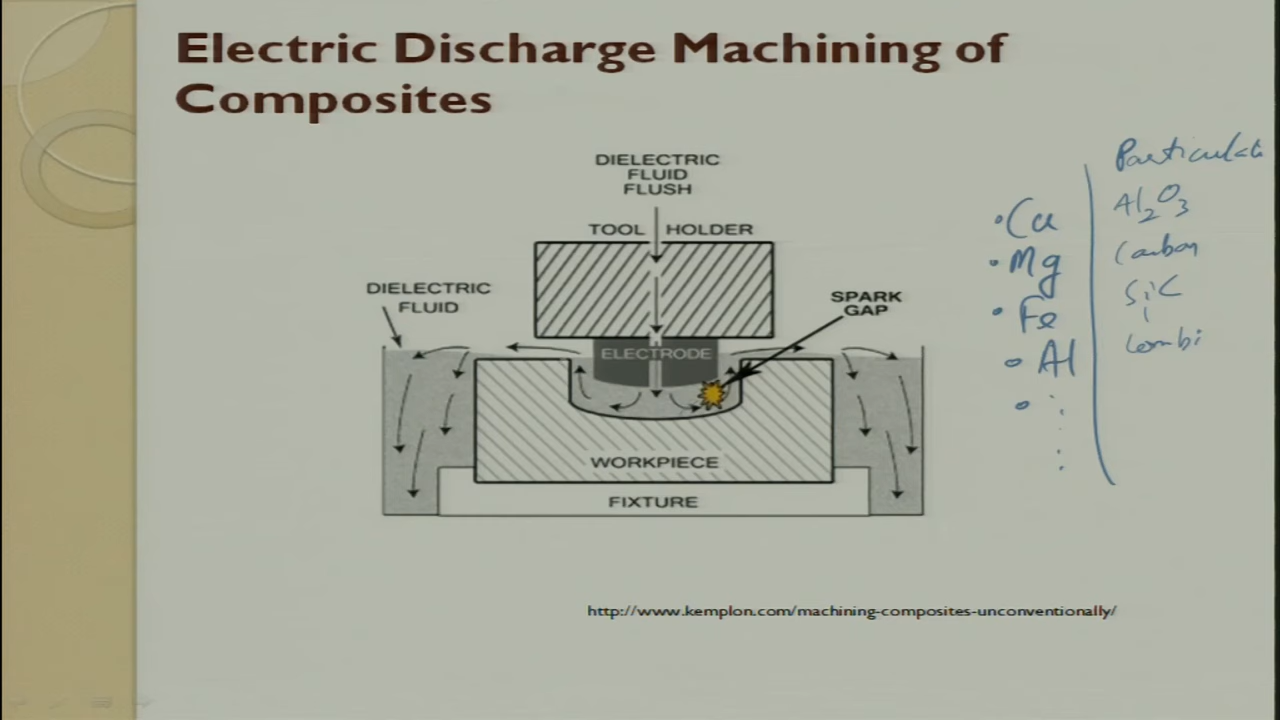 Electric Discharge Machining of
Composites
DIELECTRIC
FLUID
FLUSH
TOOL HOLDER
DIELECTRIC
FLUID
SPARK
GAP
ELECTRODE
WORKPIECE
FIXTURE
http://www.kemplon.com/machining-composites-unconventionally/
• Cu
• Mg
• Fe
• Al
•
Al2O3
Carbon
SiC
combi